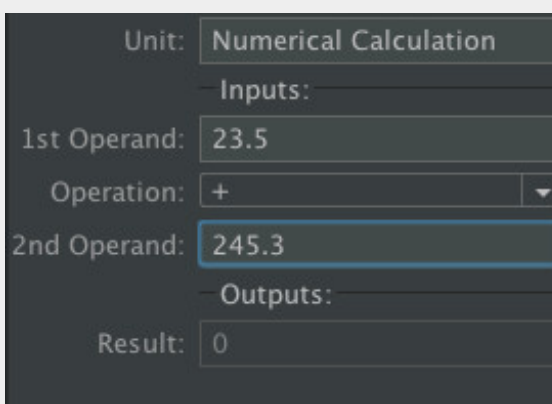 Unit: Numerical Calculation
Inputs:
1st Operand: 23.5
Operation: +
2nd Operand: 245.3
Outputs:
Result: 0